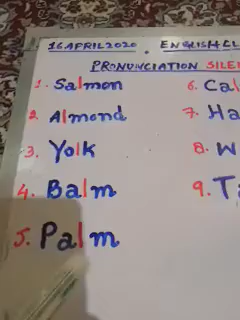 16 APRIL 2020 . ENGLISH CL
PRONUNCIATION SILE
1. Salmon
2. Almond
3. Yolk
4. Balm
5. Palm
6. Cal
7. Ha
8. W
9. Ta